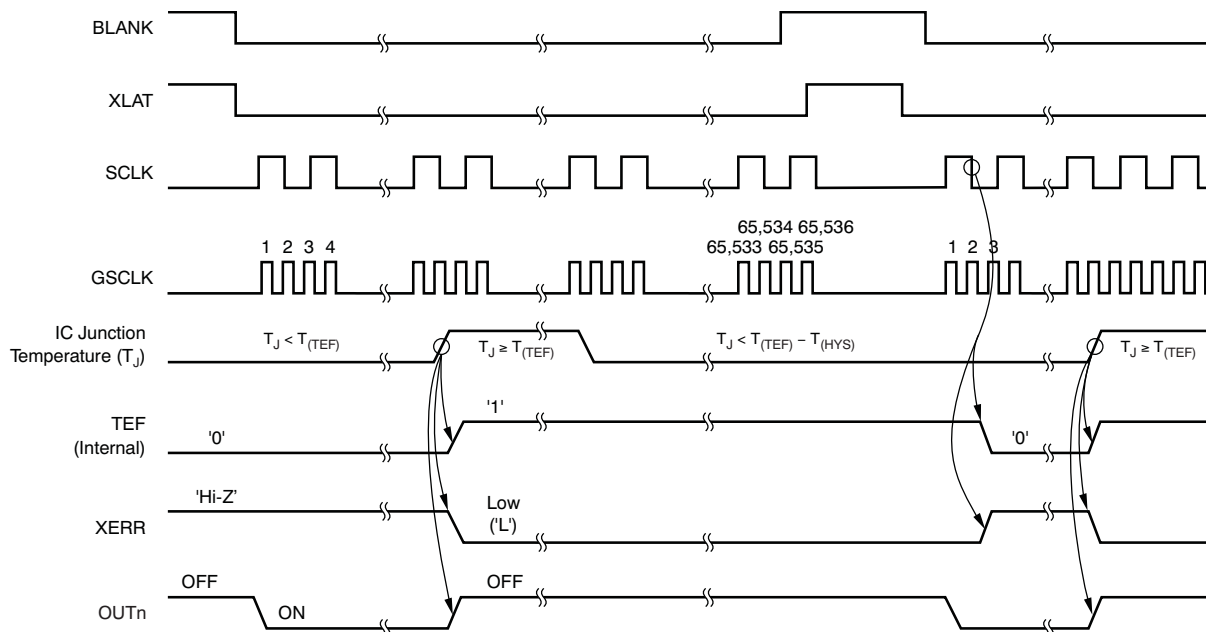 BLANK
XLAT
SCLK
65,534 65,536
1 2 3 4
65,533 65,535
1 2 3
GSCLK
IC Junction
Temperature (TJ)
TJ < T(TEF)
TJ ≥ T(TEF)
TJ < T(TEF) – T(HYS)
TJ ≥ T(TEF)
TEF
(Internal)
'0'
'1'
'0'
XERR
'Hi-Z'
Low
('L')
OUTn
OFF
ON
OFF